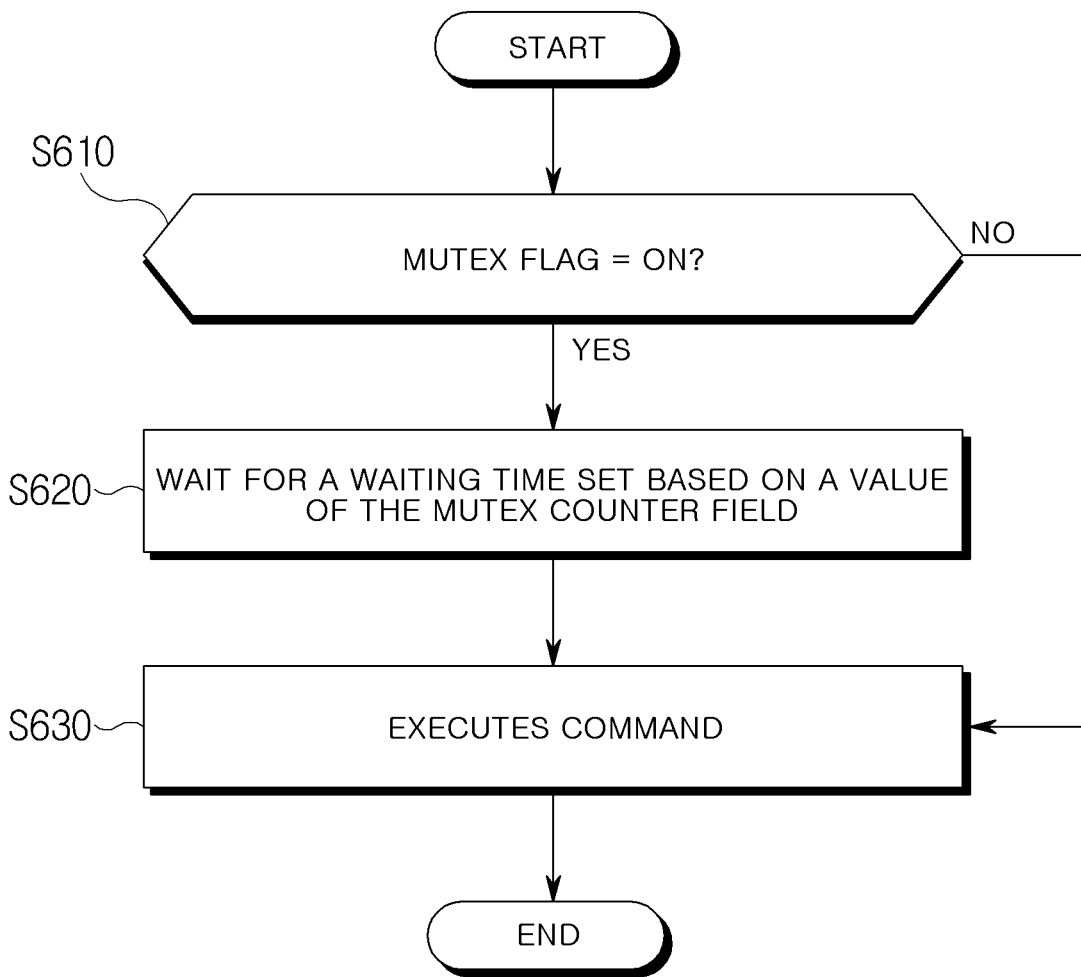 START
S610
MUTEX FLAG = ON?
NO
YES
S620
WAIT FOR A WAITING TIME SET BASED ON A VALUE
OF THE MUTEX COUNTER FIELD
S630
EXECUTES COMMAND
END